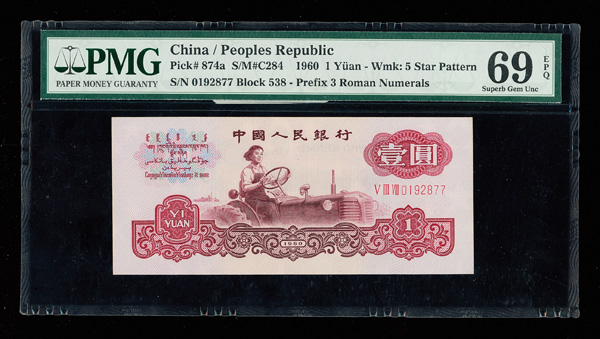 PMG
PAPER MONEY GUARANTY
China / Peoples Republic
Pick# 874a S/M#C284 1960 1 Yüan - Wmk: 5 Star Pattern
S/N 0192877 Block 538 - Prefix 3 Roman Numerals
69 EPQ
Superb Gem Unc
中國人民銀行
壹圓
V III VIII 0192877
YI
YUAN
1960
1